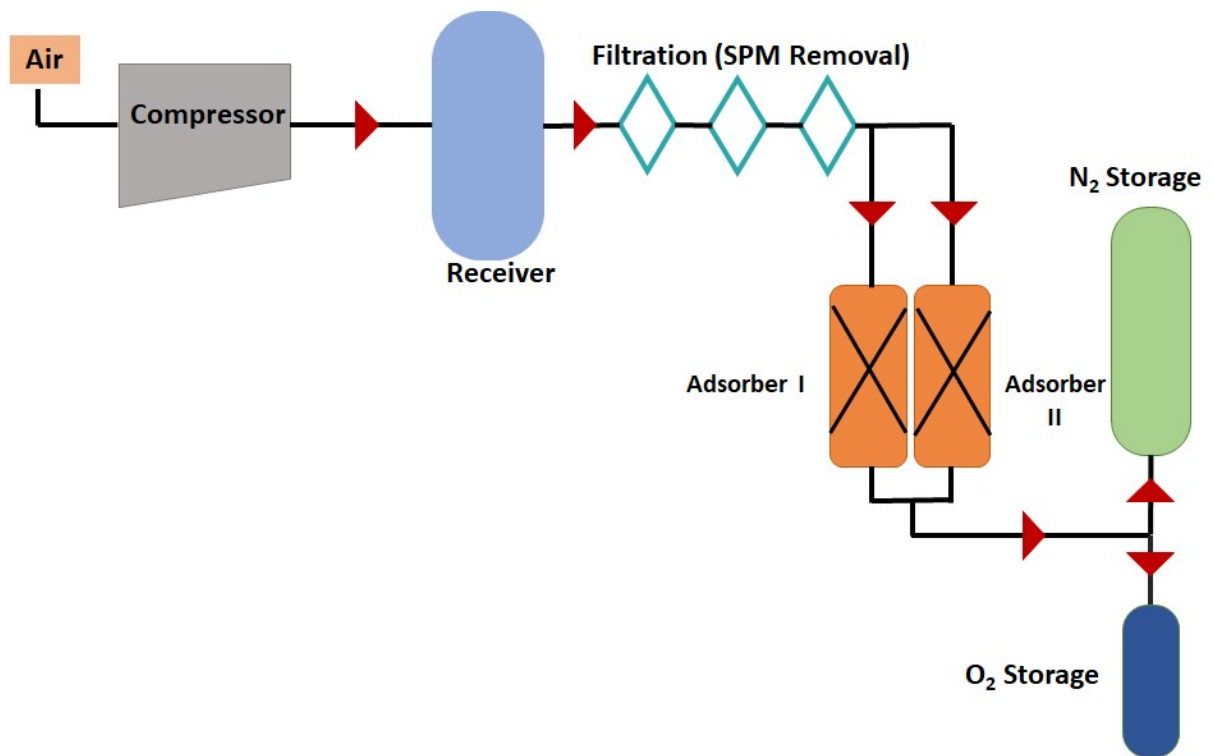 Air
Compressor
Receiver
Filtration (SPM Removal)
Adsorber I
Adsorber
II
N₂ Storage
O₂ Storage